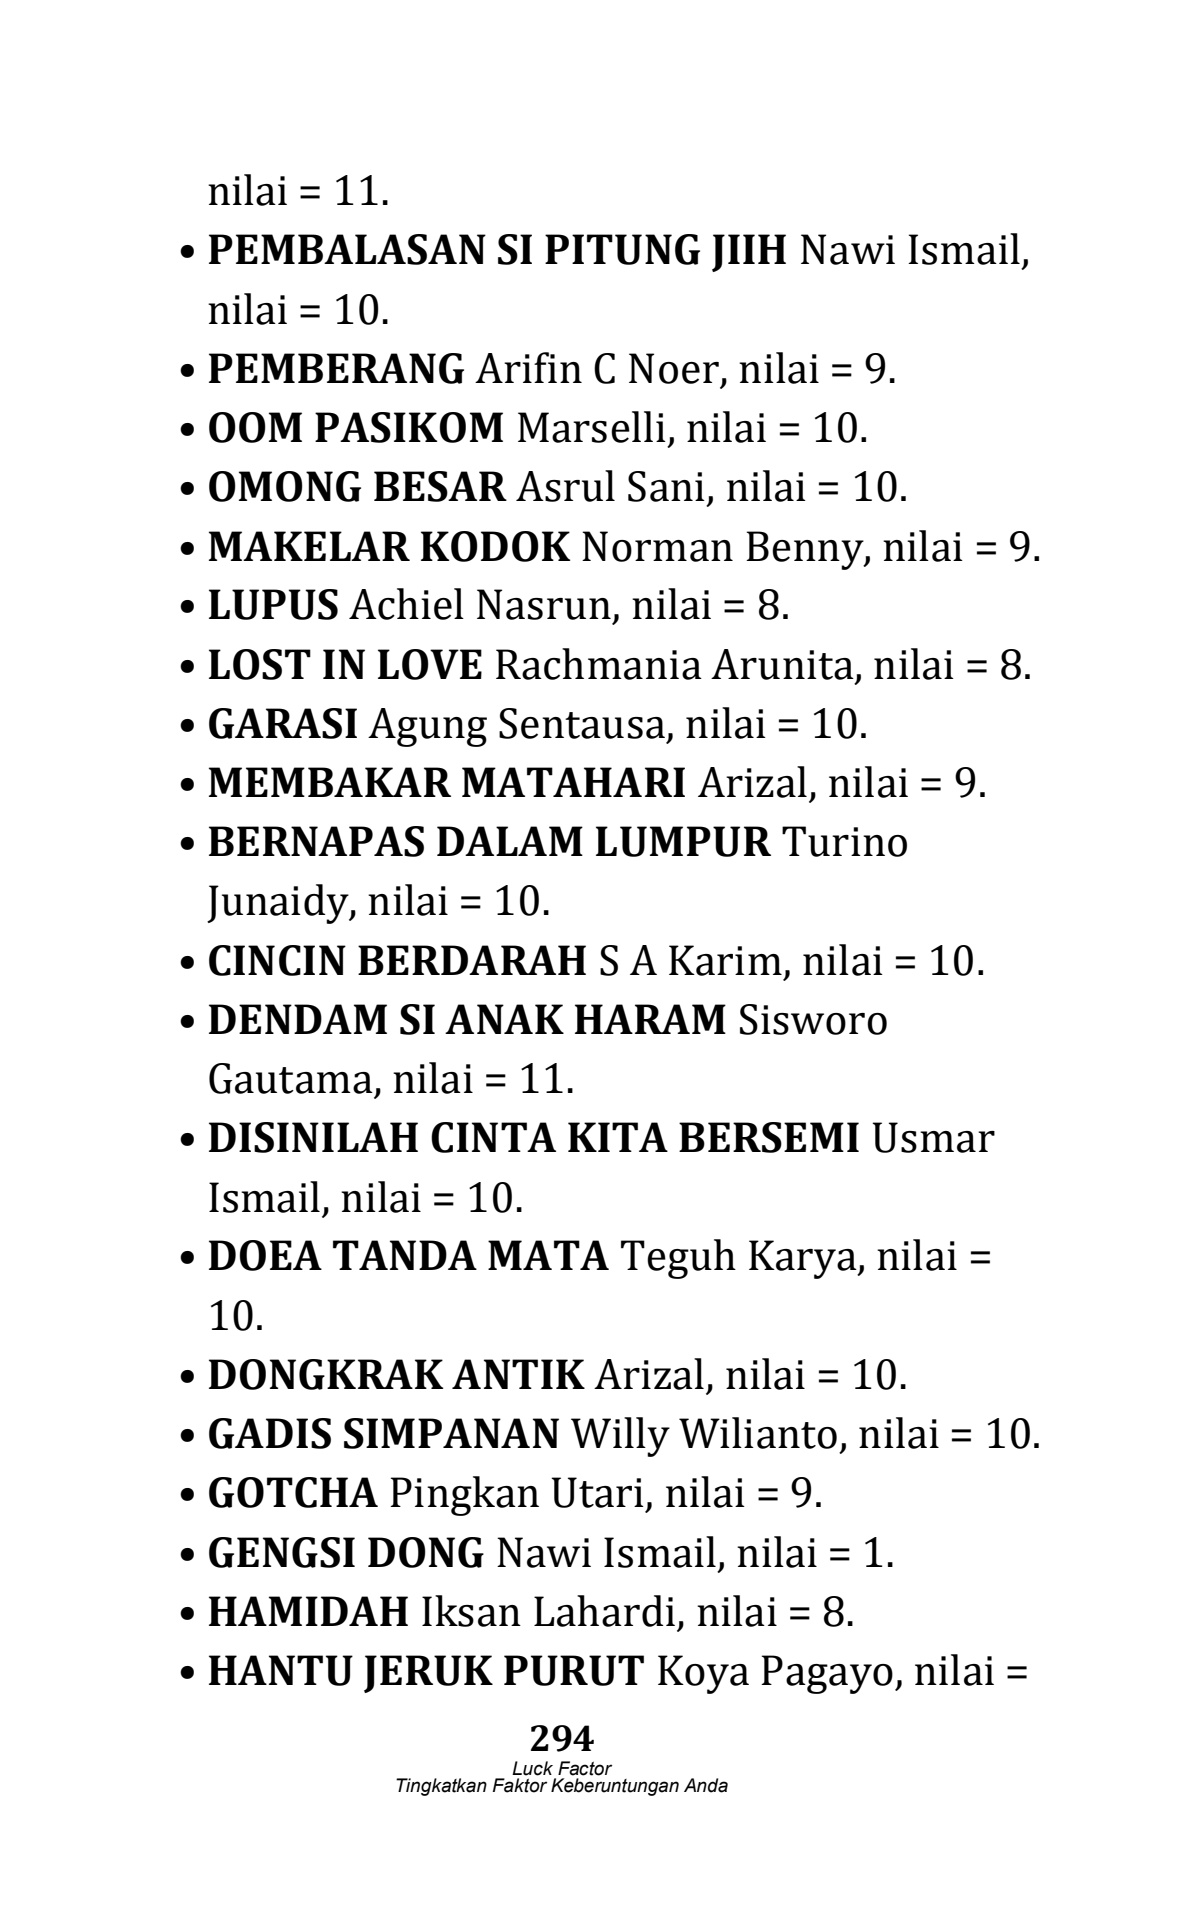 nilai = 11.
• PEMBALASAN SI PITUNG JIIH Nawi Ismail,
nilai = 10.
• PEMBERANG Arifin C Noer, nilai = 9.
• OOM PASIKOM Marselli, nilai = 10.
• OMONG BESAR Asrul Sani, nilai = 10.
• MAKELAR KODOK Norman Benny, nilai = 9.
• LUPUS Achiel Nasrun, nilai = 8.
• LOST IN LOVE Rachmania Arunita, nilai = 8.
• GARASI Agung Sentausa, nilai = 10.
• MEMBAKAR MATAHARI Arizal, nilai = 9.
• BERNAPAS DALAM LUMPUR Turino
Junaidy, nilai = 10.
• CINCIN BERDARAH S A Karim, nilai = 10.
• DENDAM SI ANAK HARAM Sisworo
Gautama, nilai = 11.
• DISINILAH CINTA KITA BERSEMI Usmar
Ismail, nilai = 10.
• DOEA TANDA MATA Teguh Karya, nilai =
10.
• DONGKRAK ANTIK Arizal, nilai = 10.
• GADIS SIMPANAN Willy Wilianto, nilai = 10.
• GOTCHA Pingkan Utari, nilai = 9.
• GENGSI DONG Nawi Ismail, nilai = 1.
• HAMIDAH Iksan Lahardi, nilai = 8.
• HANTU JERUK PURUT Koya Pagayo, nilai =
294
Luck Factor
Tingkatkan Faktor Keberuntungan Anda